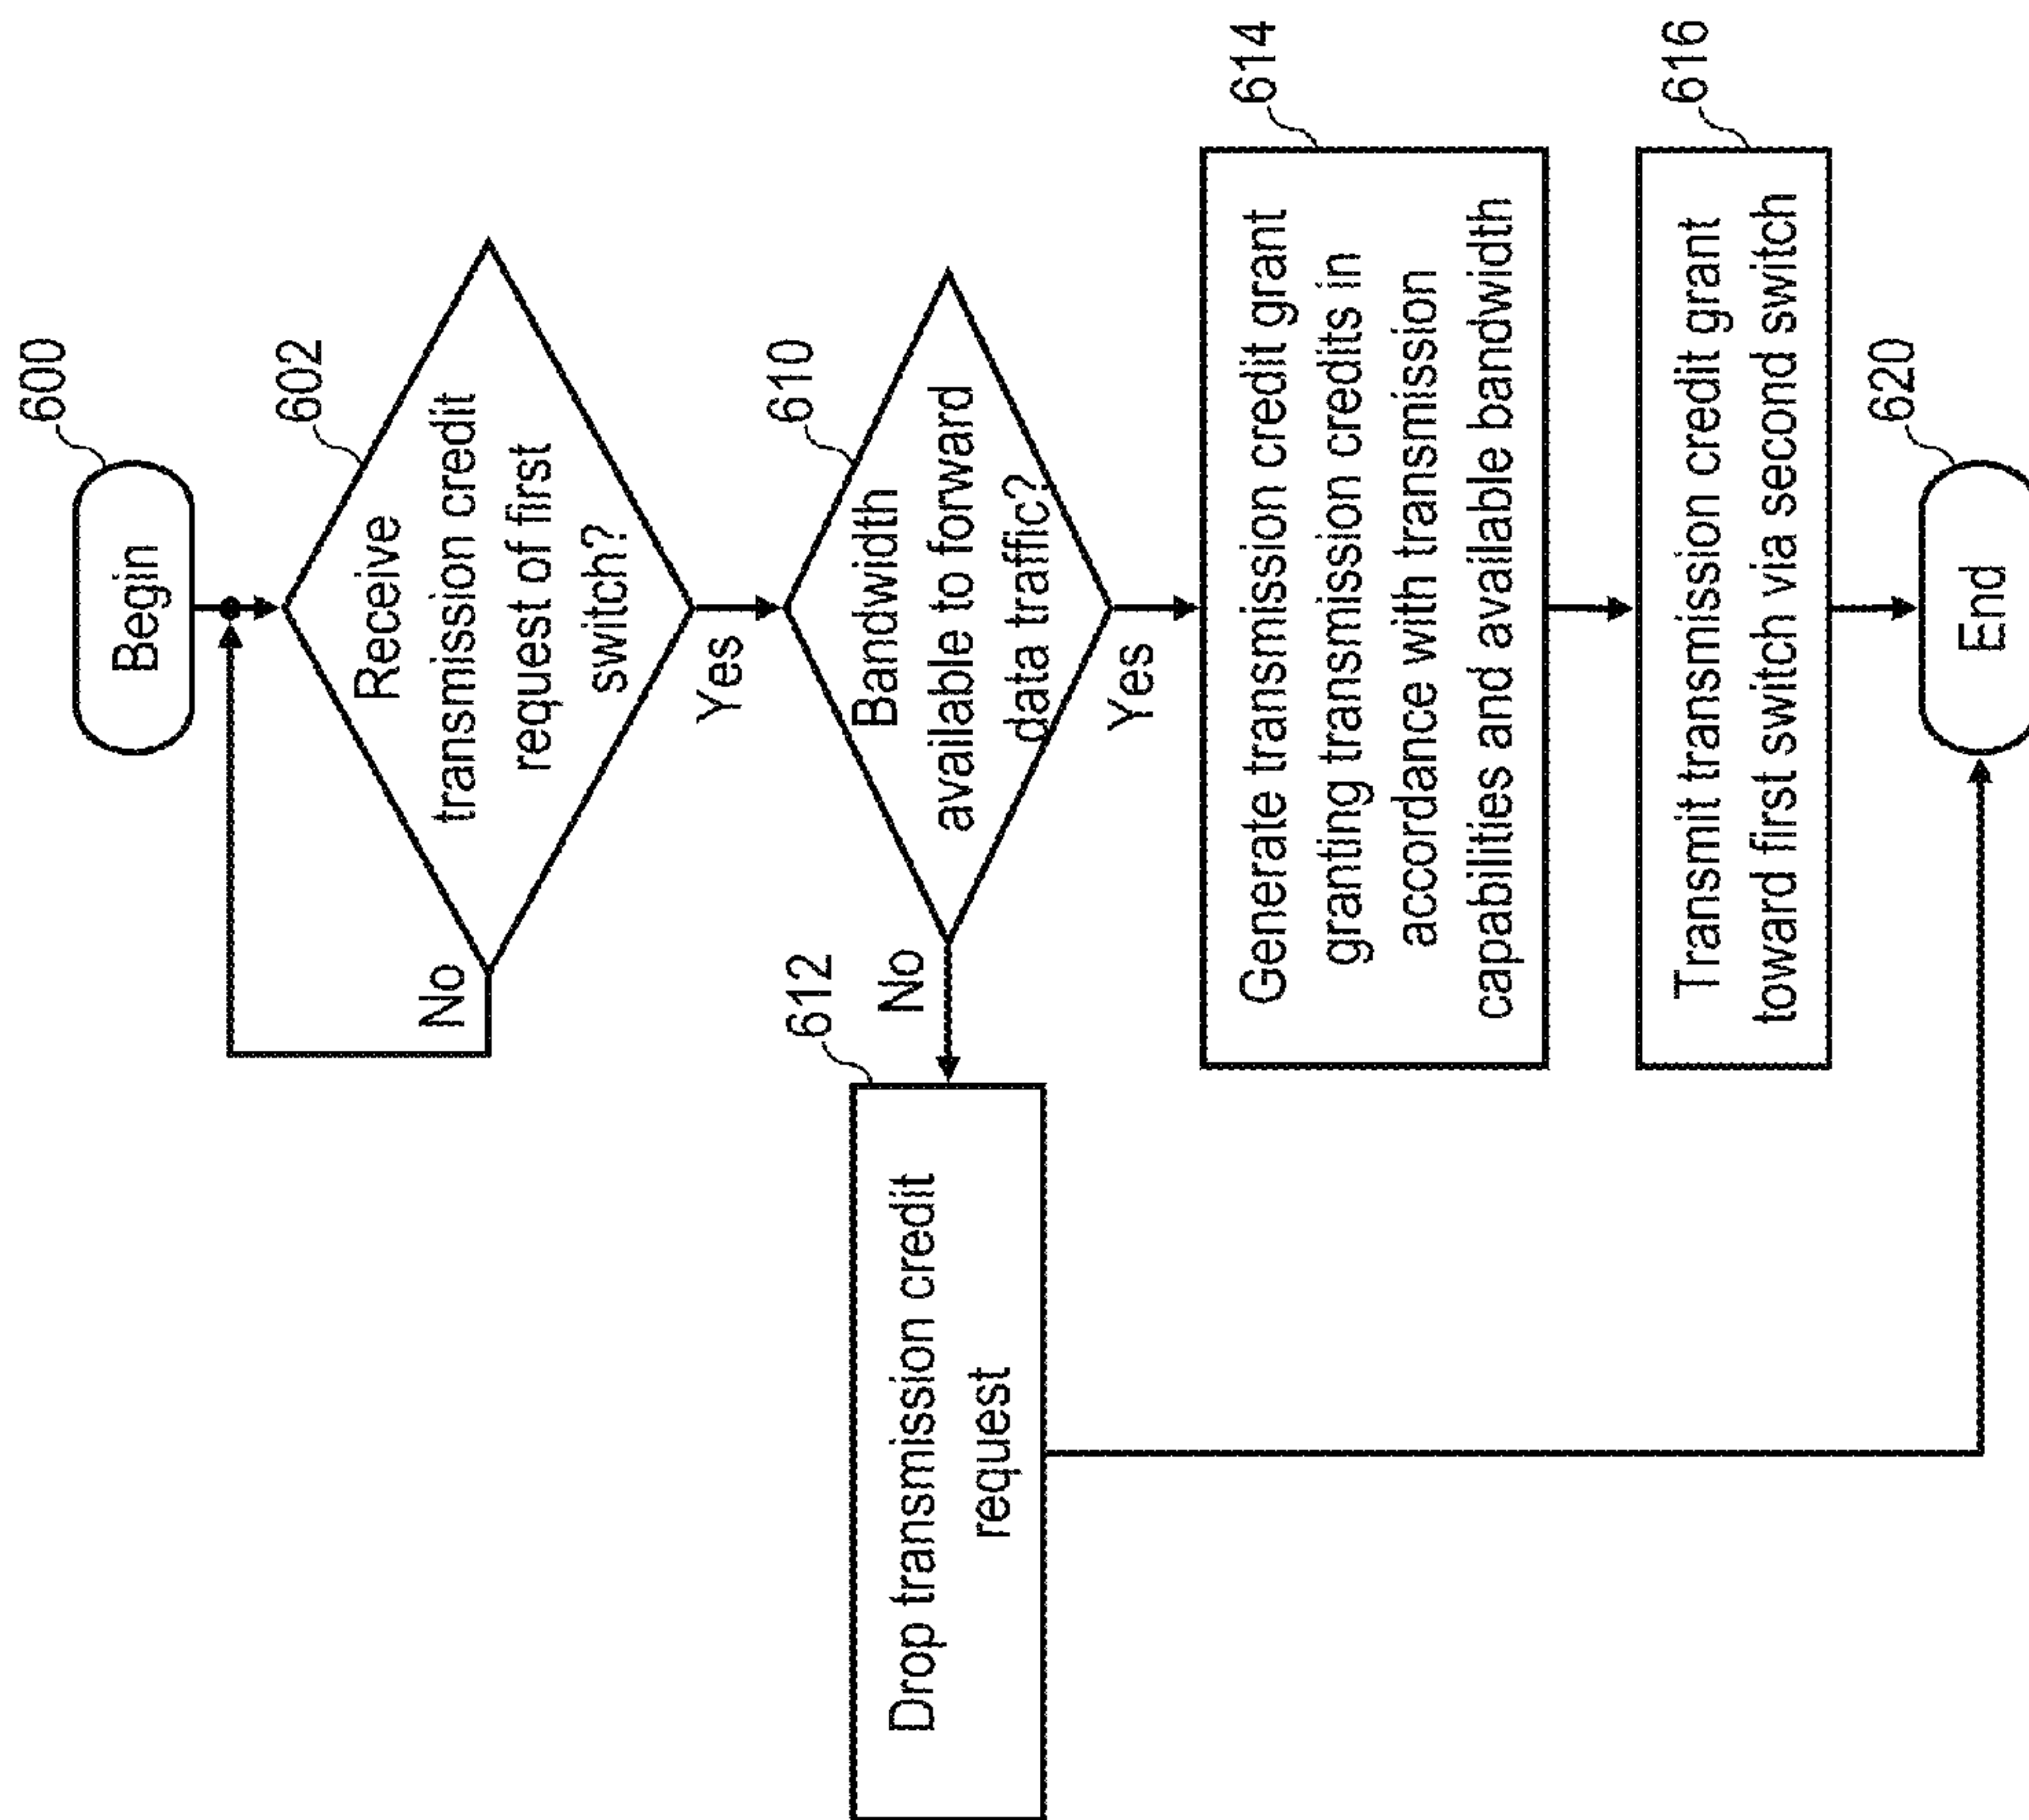 600
Begin
602
Receive
transmission credit
request of first
switch?
No
Yes
610
Bandwidth
available to forward
data traffic?
No
Yes
612
Drop transmission credit
request
614
Generate transmission credit grant
granting transmission credits in
accordance with transmission
capabilities and available bandwidth
616
Transmit transmission credit grant
toward first switch via second switch
620
End